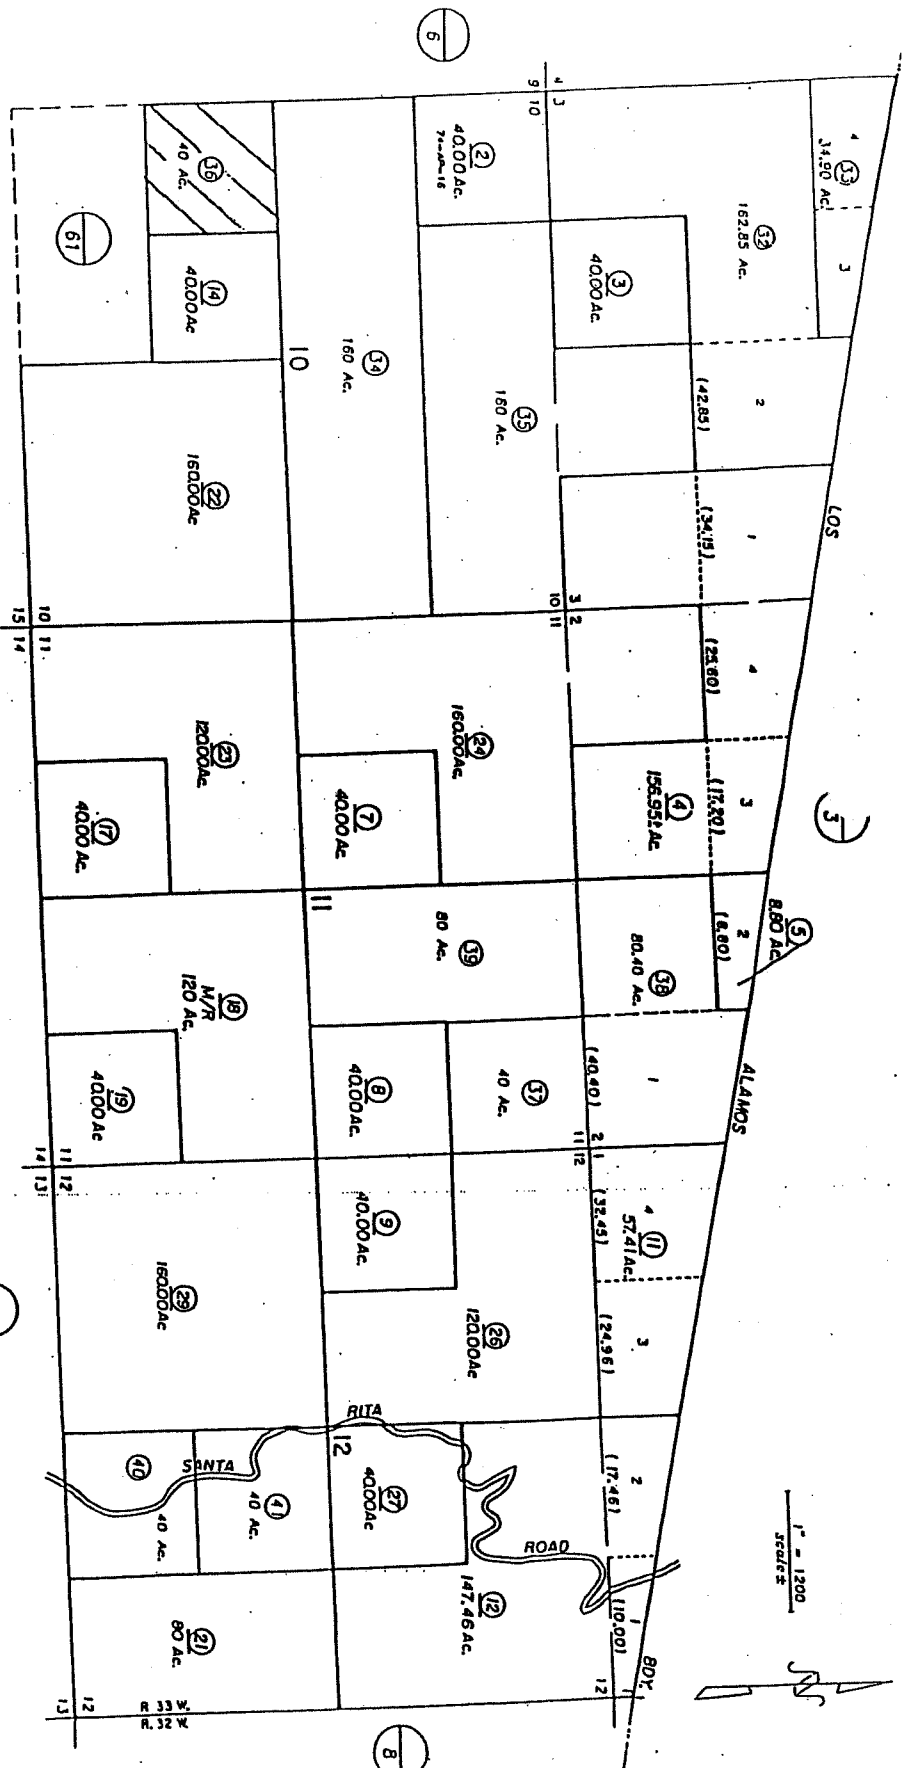 6
4
3
9
10
4
33
34.90 Ac.
3
32
162.85 Ac.
2
40.00 Ac.
3
40.00 Ac.
36
40 Ac.
61
14
40.00 Ac
10
34
160 Ac.
35
160 Ac.
2
(42.85)
1
(34.15)
LOS
22
160.00 Ac
10
11
15
14
3
2
10
11
4
(25.60)
3
(17.20)
4
156.95± Ac
3
24
160.00 Ac.
23
120.00 Ac.
7
40.00 Ac.
17
40.00 Ac.
11
2
(8.80)
5
8.80 Ac.
38
80.40 Ac.
39
80 Ac.
18
M/R
120 Ac.
1
(40.40)
ALAMOS
37
40 Ac.
8
40.00 Ac.
19
40.00 Ac
2
1
11
12
11
12
14
13
4
11
57.41 Ac.
(32.45)
3
(24.96)
9
40.00 Ac.
26
120.00 Ac
29
160.00 Ac
SANTA
RITA
ROAD
12
2
(17.46)
27
40.00 Ac
41
40 Ac.
40
40 Ac.
1
(10.00)
BDY.
12
147.46 Ac.
21
80 Ac.
12
12
13
R 33 W.
R. 32 W.
8
1" = 1200
scale ±